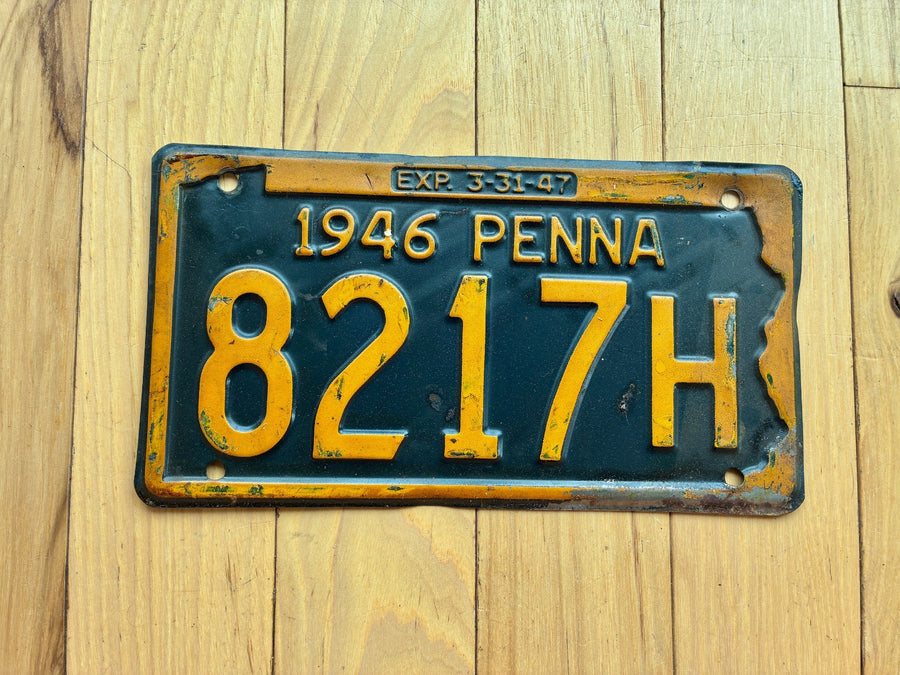 EXP. 3-31-47
1946 PENNA
8217H